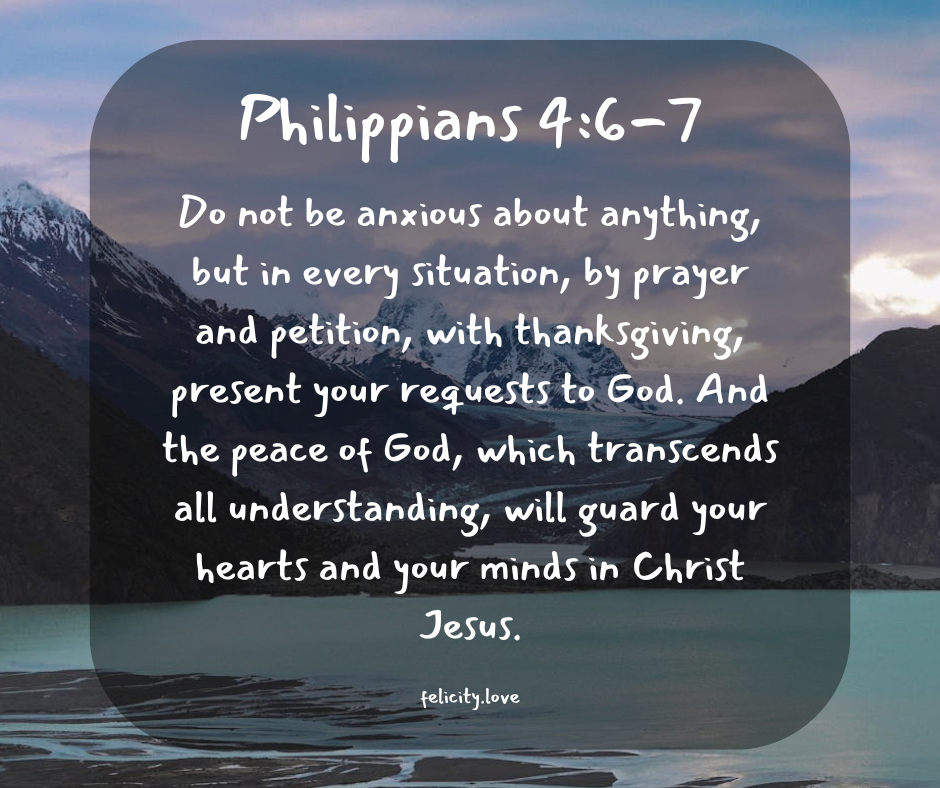 Philippians 4:6-7
Do not be anxious about anything,
but in every situation, by prayer
and petition, with thanksgiving,
present your requests to God. And
the peace of God, which transcends
all understanding, will guard your
hearts and your minds in Christ
Jesus.
felicity.love